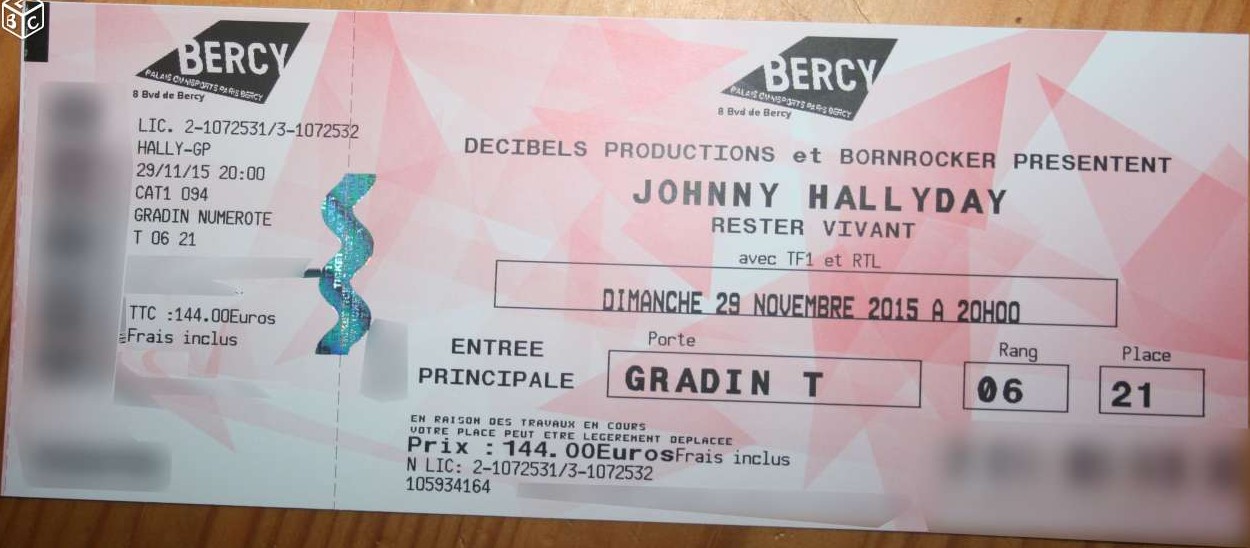 BERCY
PALAIS OMNISPORTS PARIS BERCY
8 Bvd de Bercy
LIC. 2-1072531/3-1072532
HALLY-GP
29/11/15 20:00
CAT1 094
GRADIN NUMEROTE
T 06 21
TTC :144.00Euros
Frais inclus
BERCY
PALAIS OMNISPORTS PARIS BERCY
8 Bvd de Bercy
DECIBELS PRODUCTIONS et BORNROCKER PRESENTENT
JOHNNY HALLYDAY
RESTER VIVANT
avec TF1 et RTL
DIMANCHE 29 NOVEMBRE 2015 A 20H00
ENTREE
PRINCIPALE
Porte
GRADIN T
Rang
06
Place
21
EN RAISON DES TRAVAUX EN COURS
VOTRE PLACE PEUT ETRE LEGEREMENT DEPLACEE
Prix : 144.00EurosFrais inclus
N LIC: 2-1072531/3-1072532
105934164